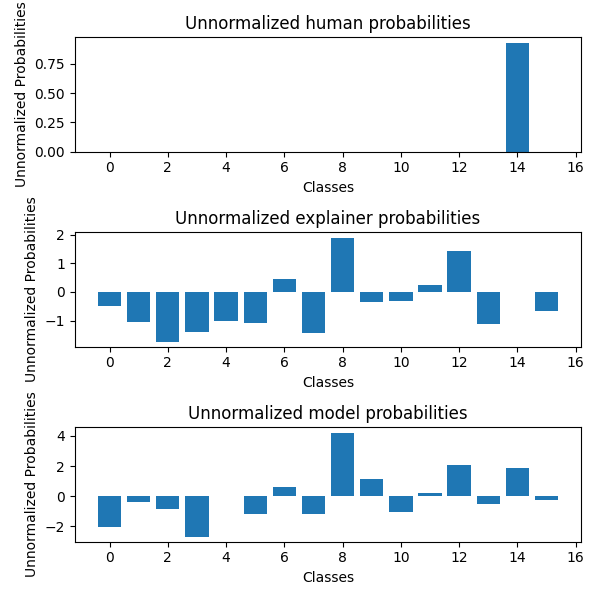 Unnormalized human probabilities
Unnormalized Probabilities
0.75
0.50
0.25
0.00
0 2 4 6 8 10 12 14 16
Classes
Unnormalized explainer probabilities
Unnormalized Probabilities
2
1
0
−1
0 2 4 6 8 10 12 14 16
Classes
Unnormalized model probabilities
Unnormalized Probabilities
4
2
0
−2
0 2 4 6 8 10 12 14 16
Classes